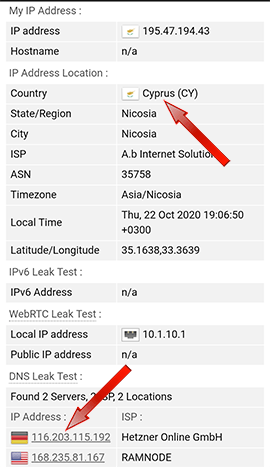 My IP Address :
IP address 195.47.194.43
Hostname n/a
IP Address Location :
Country Cyprus (CY)
State/Region Nicosia
City Nicosia
ISP A.b Internet Solution
ASN 35758
Timezone Asia/Nicosia
Local Time Thu, 22 Oct 2020 19:06:50
+0300
Latitude/Longitude 35.1638,33.3639
IPv6 Leak Test :
IPv6 Address n/a
WebRTC Leak Test :
Local IP address 10.1.10.1
Public IP address n/a
DNS Leak Test :
Found 2 Servers, 2 ISP, 2 Locations
IP Address : ISP :
116.203.115.192 Hetzner Online GmbH
168.235.81.167 RAMNODE